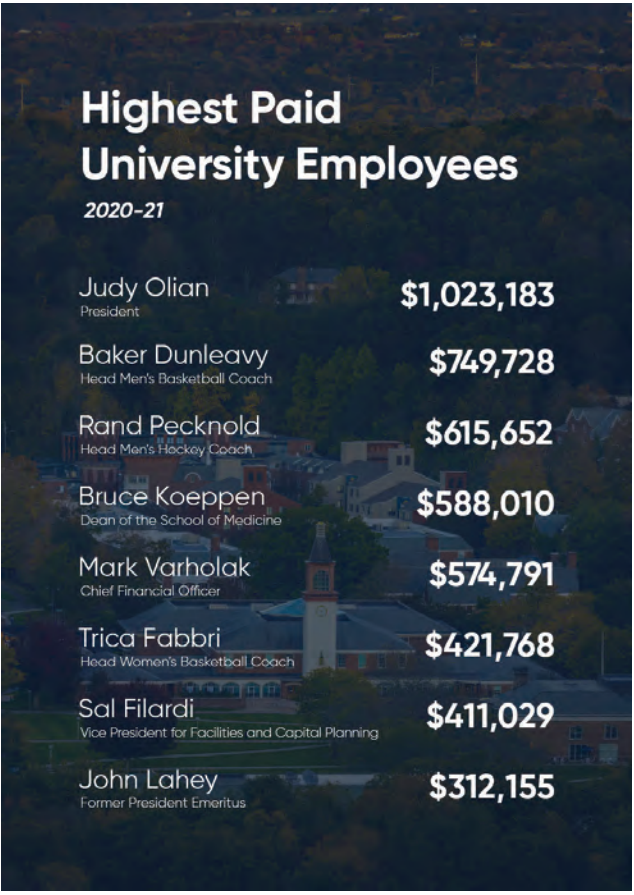 Highest Paid
University Employees
2020-21
Judy Olian
President
$1,023,183
Baker Dunleavy
Head Men's Basketball Coach
$749,728
Rand Pecknold
Head Men's Hockey Coach
$615,652
Bruce Koeppen
Dean of the School of Medicine
$588,010
Mark Varholak
Chief Financial Officer
$574,791
Trica Fabbri
Head Women's Basketball Coach
$421,768
Sal Filardi
Vice President for Facilities and Capital Planning
$411,029
John Lahey
Former President Emeritus
$312,155